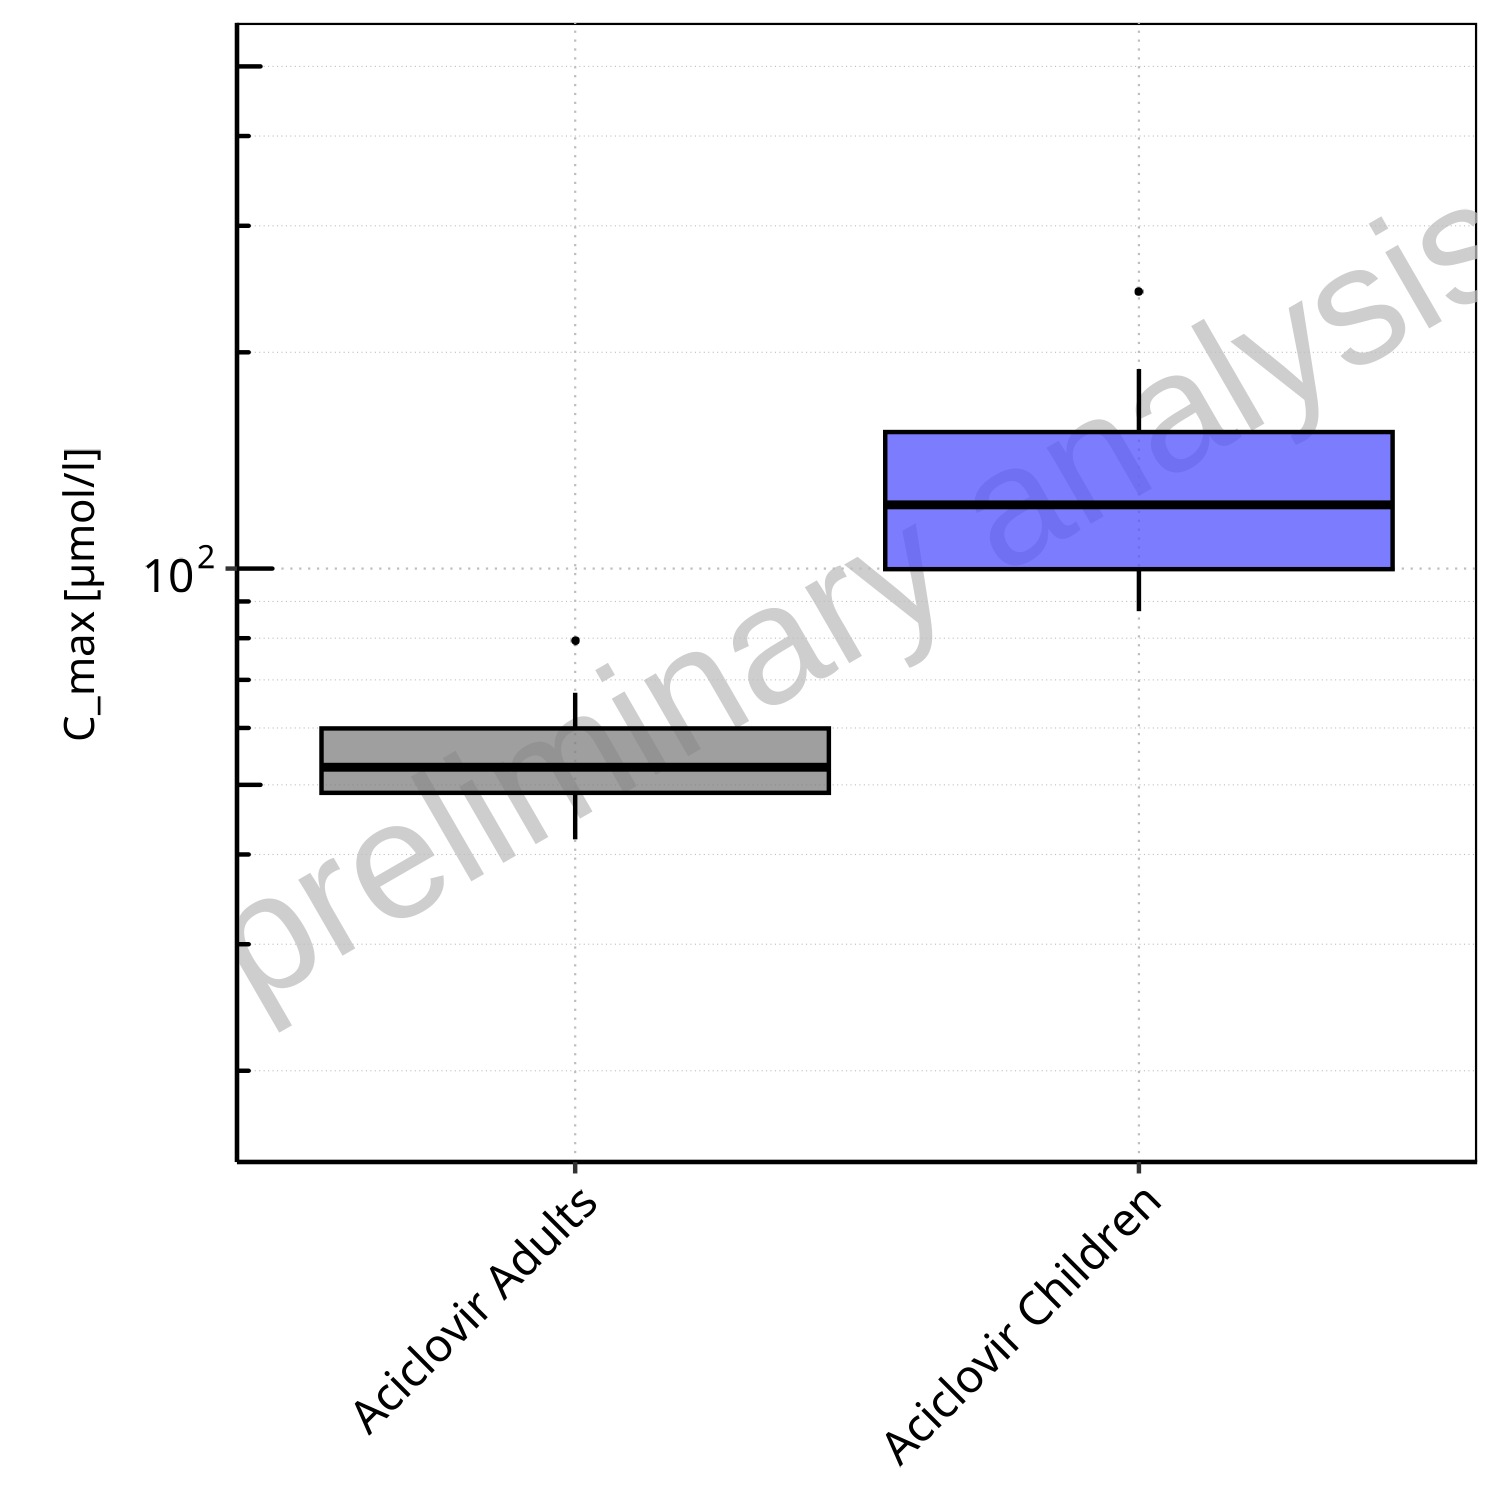 C_max [µmol/l]
10²
preliminary analysis
Aciclovir Adults
Aciclovir Children